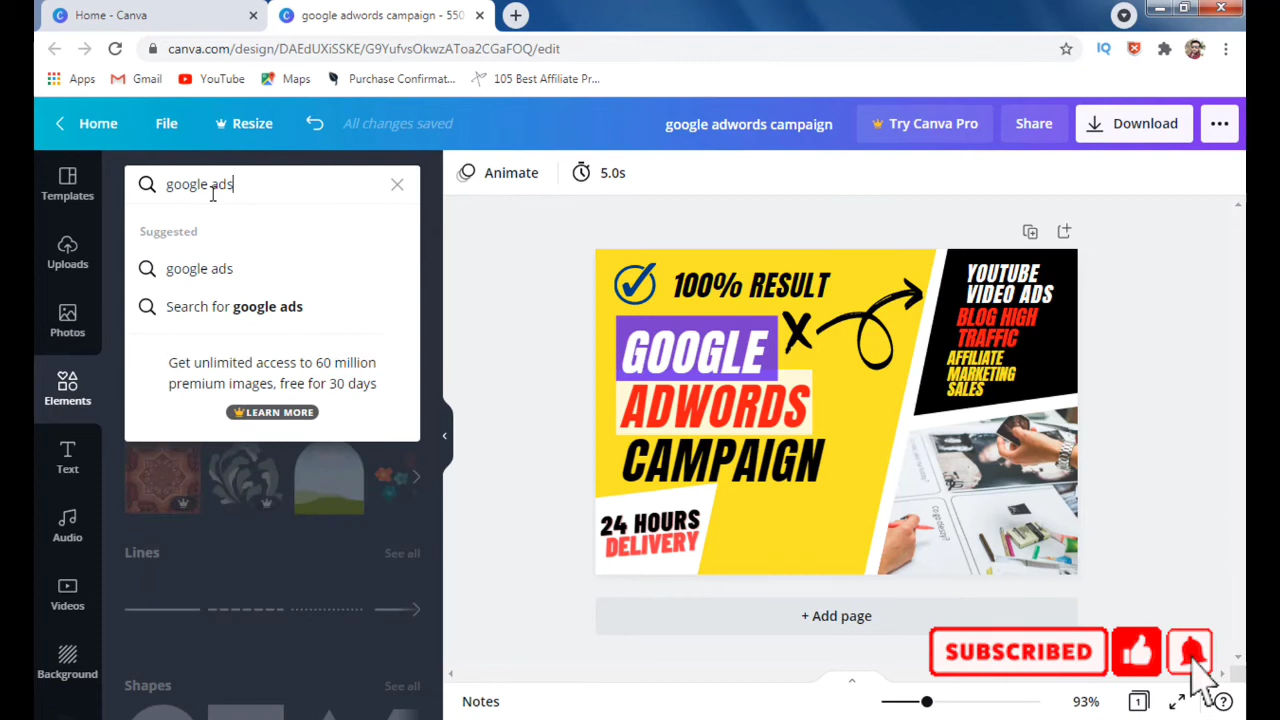 Home - Canva
google adwords campaign - 550
canva.com/design/DAEdUXiSSKE/G9YufvsOkwzAToa2CGaFOQ/edit
IQ
Apps
Gmail
YouTube
Maps
Purchase Confirmat...
105 Best Affiliate Pr...
Home
File
Resize
All changes saved
google adwords campaign
Try Canva Pro
Share
Download
Templates
Uploads
Photos
Elements
Text
Audio
Videos
Background
google ads
Suggested
google ads
Search for google ads
Get unlimited access to 60 million
premium images, free for 30 days
LEARN MORE
Lines
See all
Shapes
See all
Animate
5.0s
100% RESULT
GOOGLE
ADWORDS
CAMPAIGN
24 HOURS
DELIVERY
YOUTUBE
VIDEO ADS
BLOG HIGH
TRAFFIC
AFFILIATE
MARKETING
SALES
+ Add page
SUBSCRIBED
Notes
93%
1
?